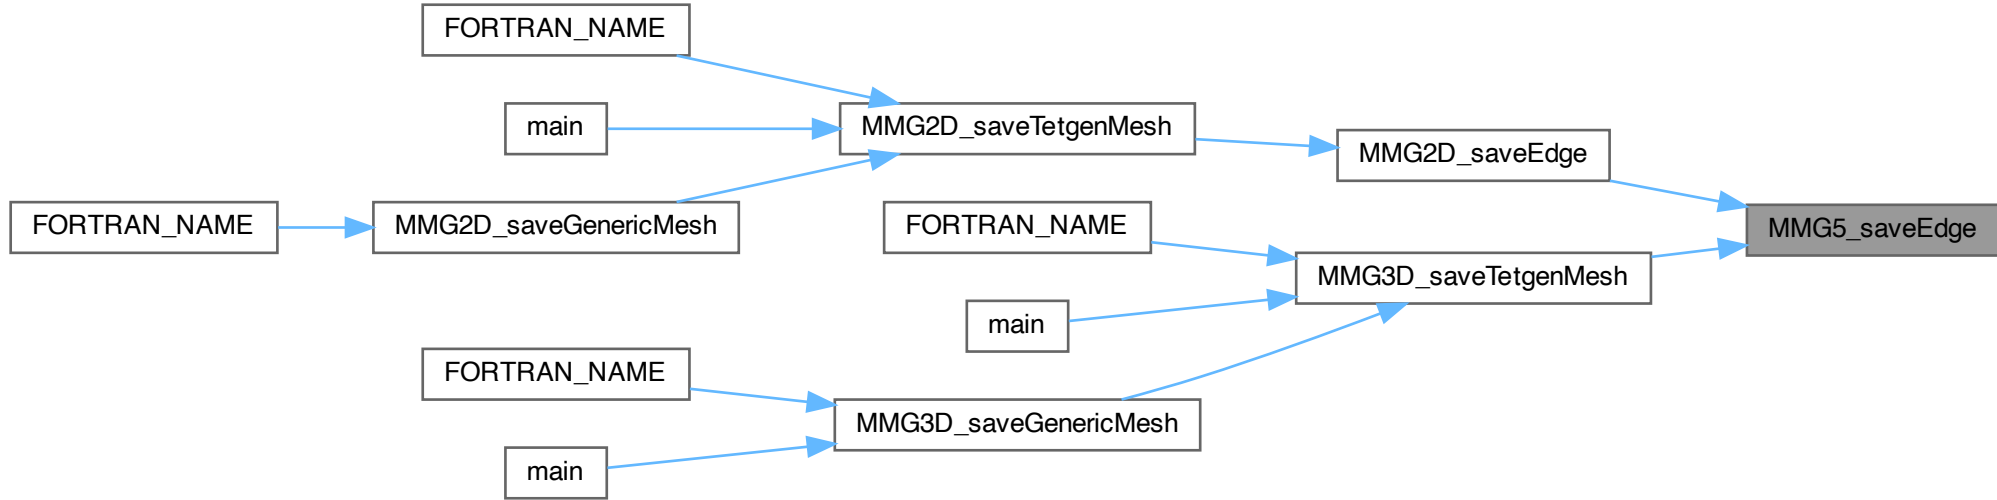 FORTRAN_NAME
main
MMG2D_saveTetgenMesh
MMG2D_saveEdge
FORTRAN_NAME
MMG2D_saveGenericMesh
FORTRAN_NAME
MMG5_saveEdge
MMG3D_saveTetgenMesh
main
FORTRAN_NAME
MMG3D_saveGenericMesh
main